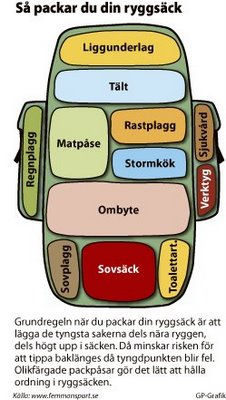 Så packar du din ryggsäck
Liggunderlag
Tält
Regnplagg
Matpåse
Rastplagg
Stormkök
Sjukvård
Verktyg
Ombyte
Sovplagg
Sovsäck
Toalettart.
Grundregeln när du packar din ryggsäck är att
lägga de tyngsta sakerna dels nära ryggen,
dels högt upp i säcken. Då minskar risken för
att tippa baklänges då tyngdpunkten blir fel.
Olikfärgade packpåsar gör det lätt att hålla
ordning i ryggsäcken.
Källa: www.femmansport.se
GP-Grafik